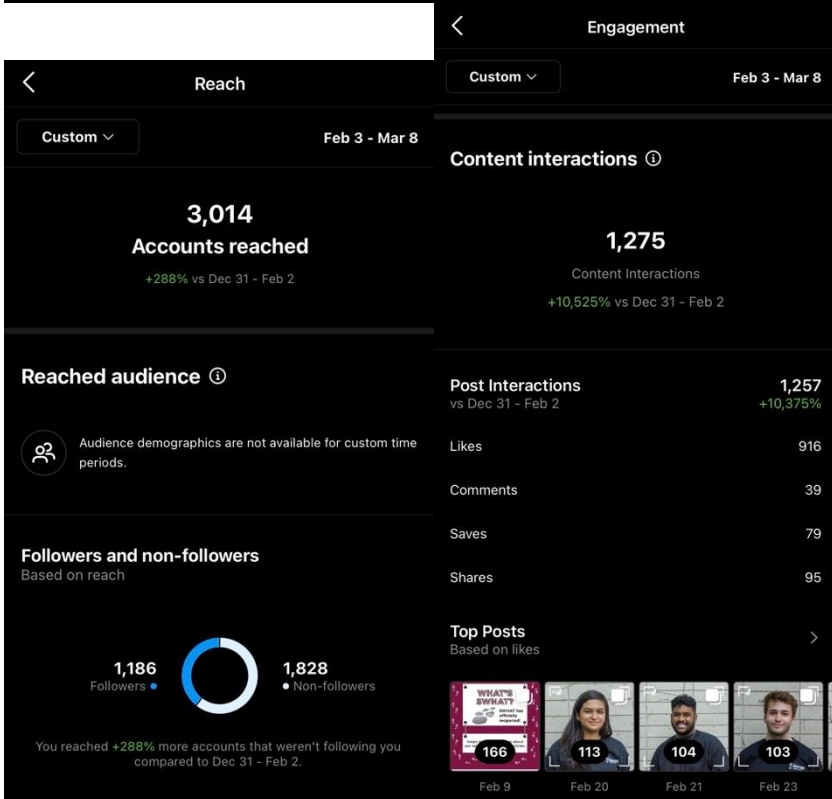 Reach
Custom
Feb 3 - Mar 8
3,014
Accounts reached
+288% vs Dec 31 - Feb 2
Reached audience
Audience demographics are not available for custom time
periods.
Followers and non-followers
Based on reach
1,186
Followers
1,828
Non-followers
You reached +288% more accounts that weren't following you
compared to Dec 31 - Feb 2.
Engagement
Custom
Feb 3 - Mar 8
Content interactions
1,275
Content Interactions
+10,525% vs Dec 31 - Feb 2
Post Interactions 1,257
vs Dec 31 - Feb 2 +10,375%
Likes 916
Comments 39
Saves 79
Shares 95
Top Posts
Based on likes
WHAT'S
SWHAT?
SWHAT has
officially
reopened!
166
113
104
103
Feb 9
Feb 20
Feb 21
Feb 23